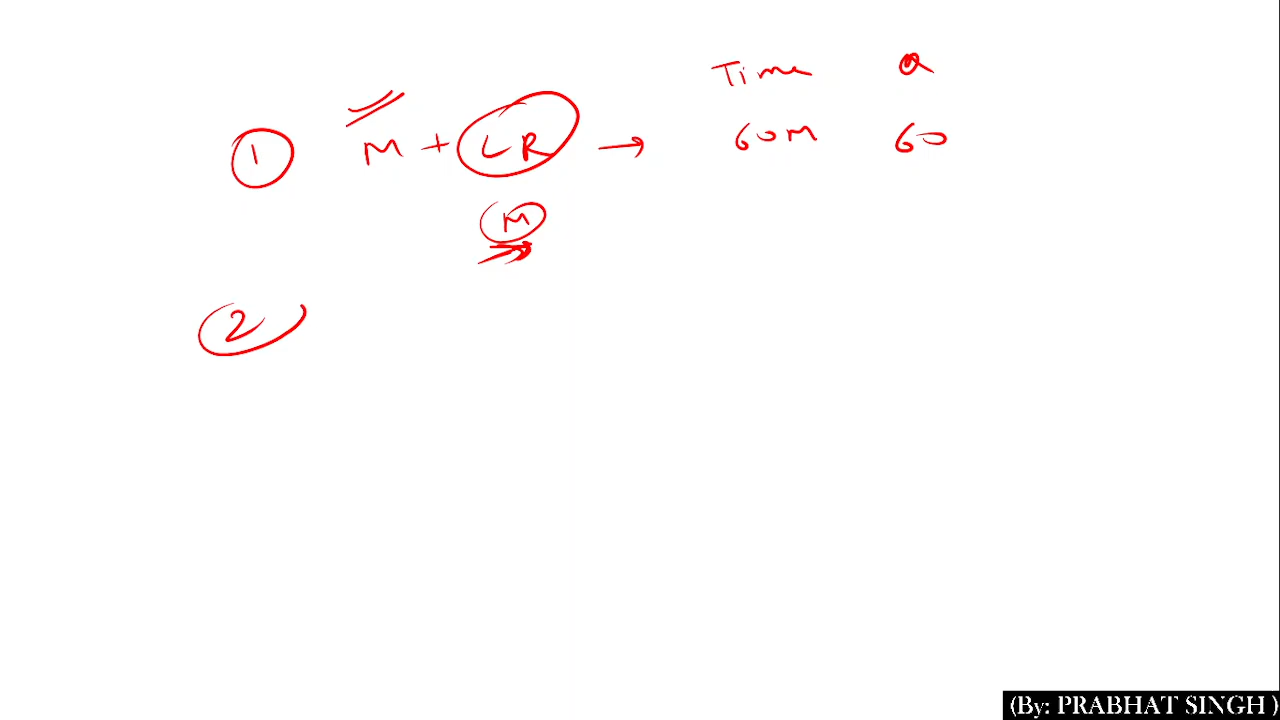 Time Q
① M + LR → 60M 60
M
②
(By: PRABHAT SINGH )